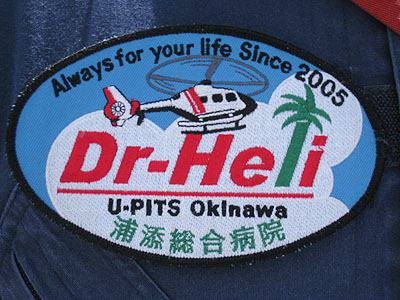 Always for your life Since 2005
Dr-Heli
U-PITS Okinawa
浦添総合病院